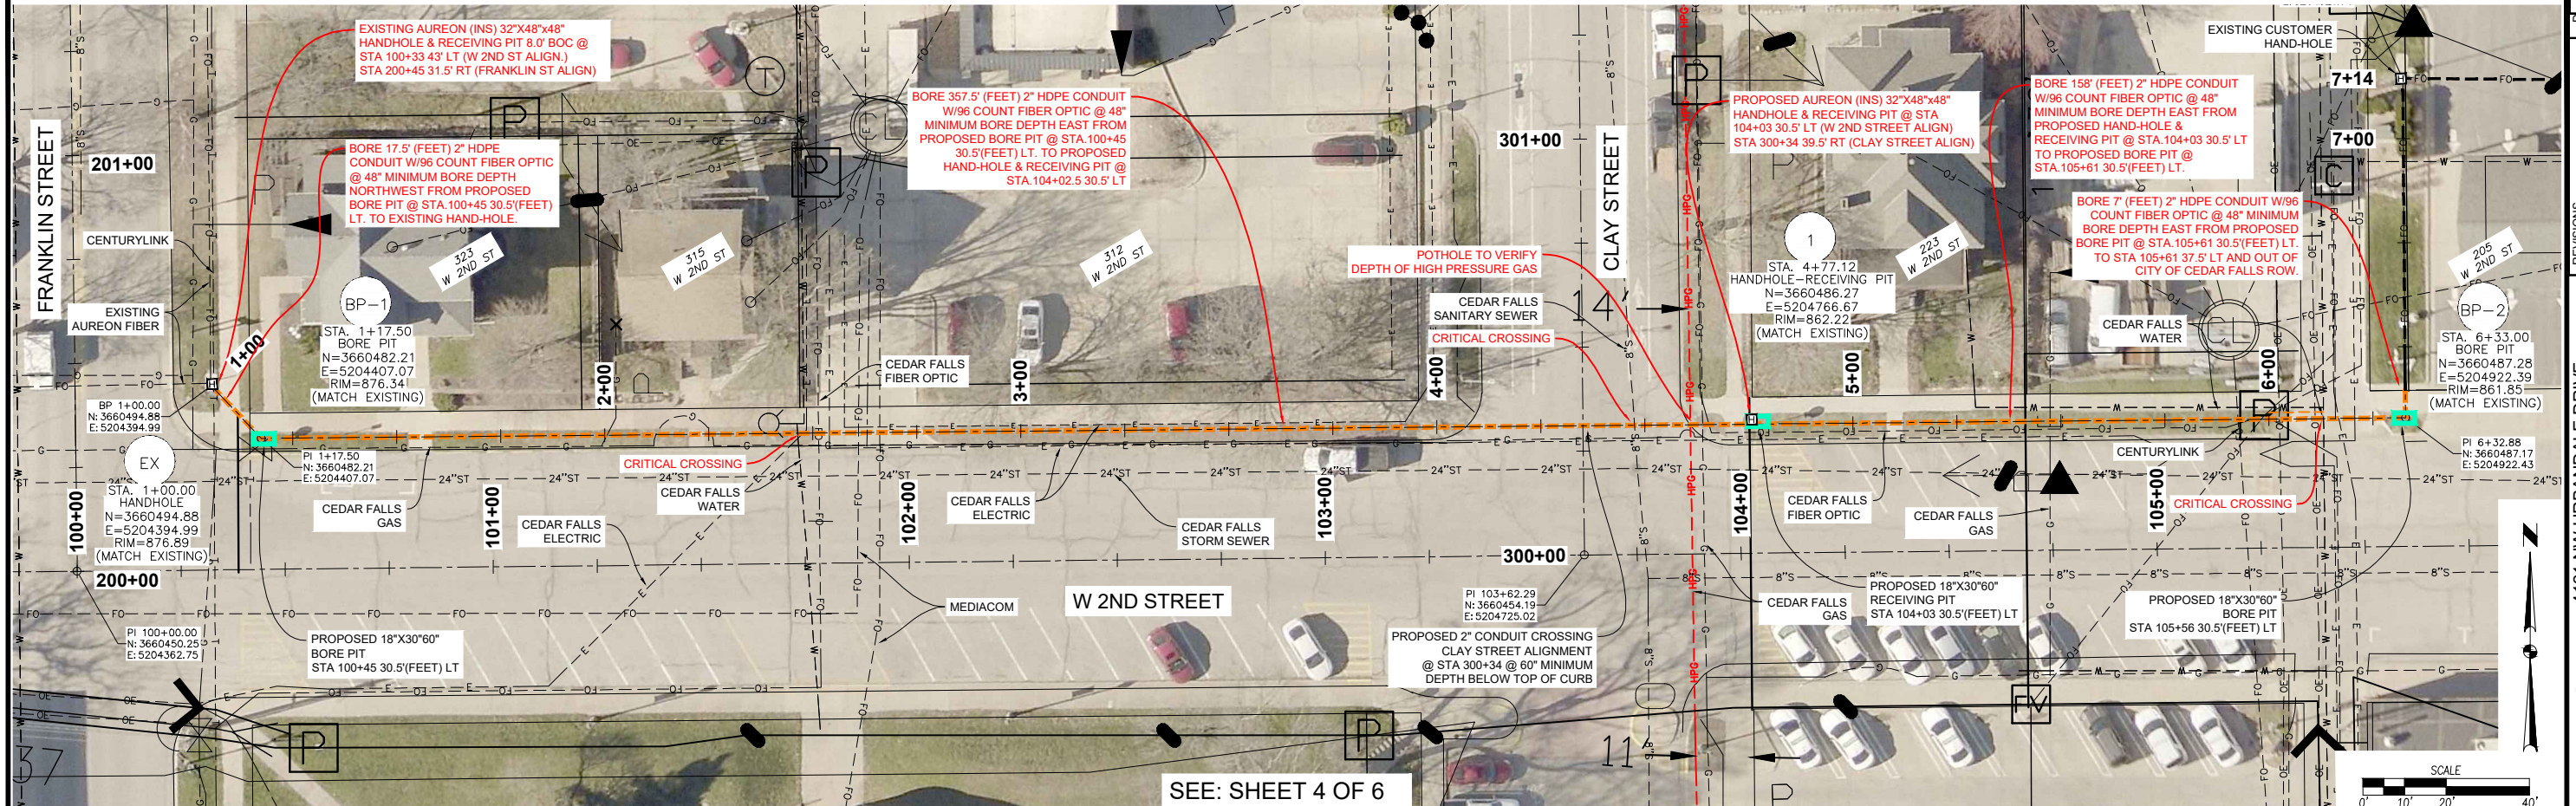 EXISTING AUREON (INS) 32"X48"x48"
HANDHOLE & RECEIVING PIT 8.0' BOC @
STA 100+33 43' LT (W 2ND ST ALIGN.)
STA 200+45 31.5' RT (FRANKLIN ST ALIGN)
EXISTING CUSTOMER
HAND-HOLE
7+14
7+00
FRANKLIN STREET
201+00
BORE 17.5' (FEET) 2" HDPE
CONDUIT W/96 COUNT FIBER OPTIC
@ 48" MINIMUM BORE DEPTH
NORTHWEST FROM PROPOSED
BORE PIT @ STA.100+45 30.5'(FEET)
LT. TO EXISTING HAND-HOLE.
BORE 357.5' (FEET) 2" HDPE CONDUIT
W/96 COUNT FIBER OPTIC @ 48"
MINIMUM BORE DEPTH EAST FROM
PROPOSED BORE PIT @ STA.100+45
30.5'(FEET) LT. TO PROPOSED
HAND-HOLE & RECEIVING PIT @
STA.104+02.5 30.5' LT
301+00
CLAY STREET
PROPOSED AUREON (INS) 32"X48"x48"
HANDHOLE & RECEIVING PIT @ STA
104+03 30.5' LT (W 2ND STREET ALIGN)
STA 300+34 39.5' RT (CLAY STREET ALIGN)
BORE 158' (FEET) 2" HDPE CONDUIT
W/96 COUNT FIBER OPTIC @ 48"
MINIMUM BORE DEPTH EAST FROM
PROPOSED HAND-HOLE &
RECEIVING PIT @ STA.104+03 30.5' LT
TO PROPOSED BORE PIT @
STA.105+61 30.5'(FEET) LT.
BORE 7' (FEET) 2" HDPE CONDUIT W/96
COUNT FIBER OPTIC @ 48" MINIMUM
BORE DEPTH EAST FROM PROPOSED
BORE PIT @ STA.105+61 30.5'(FEET) LT.
TO STA 105+61 37.5' LT AND OUT OF
CITY OF CEDAR FALLS ROW.
CENTURYLINK
EXISTING
AUREON FIBER
323
W 2ND ST
315
W 2ND ST
312
W 2ND ST
223
W 2ND ST
205
W 2ND ST
POTHOLE TO VERIFY
DEPTH OF HIGH PRESSURE GAS
CEDAR FALLS
SANITARY SEWER
14
CRITICAL CROSSING
BP-1
STA. 1+17.50
BORE PIT
N=3660482.21
E=5204407.07
RIM=876.34
(MATCH EXISTING)
1
STA. 4+77.12
HANDHOLE-RECEIVING PIT
N=3660486.27
E=5204766.67
RIM=862.22
(MATCH EXISTING)
BP-2
STA. 6+33.00
BORE PIT
N=3660487.28
E=5204922.39
RIM=861.85
(MATCH EXISTING)
CEDAR FALLS
WATER
CEDAR FALLS
FIBER OPTIC
1+00
2+00
3+00
4+00
5+00
6+00
BP 1+00.00
N: 3660494.88
E: 5204394.99
EX
STA. 1+00.00
HANDHOLE
N=3660494.88
E=5204394.99
RIM=876.89
(MATCH EXISTING)
PI 1+17.50
N: 3660482.21
E: 5204407.07
PI 6+32.88
N: 3660487.17
E: 5204922.43
CRITICAL CROSSING
CENTURYLINK
CEDAR FALLS
GAS
CEDAR FALLS
ELECTRIC
CEDAR FALLS
WATER
CEDAR FALLS
ELECTRIC
CEDAR FALLS
STORM SEWER
CEDAR FALLS
FIBER OPTIC
CEDAR FALLS
GAS
CRITICAL CROSSING
100+00
101+00
102+00
103+00
104+00
105+00
200+00
300+00
PI 100+00.00
N: 3660450.25
E: 5204362.75
PI 103+62.29
N: 3660454.19
E: 5204725.02
MEDIACOM
W 2ND STREET
PROPOSED 18"X30"60"
BORE PIT
STA 100+45 30.5'(FEET) LT
PROPOSED 2" CONDUIT CROSSING
CLAY STREET ALIGNMENT
@ STA 300+34 @ 60" MINIMUM
DEPTH BELOW TOP OF CURB
CEDAR FALLS
GAS
PROPOSED 18"X30"60"
RECEIVING PIT
STA 104+03 30.5'(FEET) LT
PROPOSED 18"X30"60"
BORE PIT
STA 105+56 30.5'(FEET) LT
N
37
11
SEE: SHEET 4 OF 6
SCALE
0' 10' 20' 40'